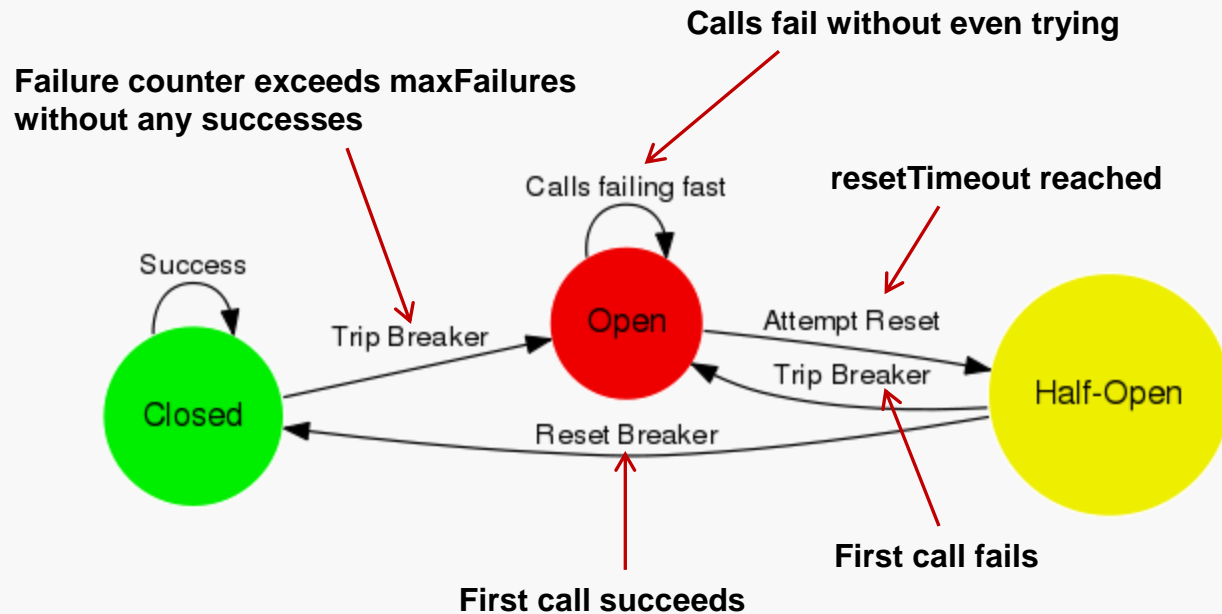 Calls fail without even trying
Failure counter exceeds maxFailures
without any successes
resetTimeout reached
Calls failing fast
Success
Open
Attempt Reset
Trip Breaker
Trip Breaker
Half-Open
Closed
Reset Breaker
First call fails
First call succeeds